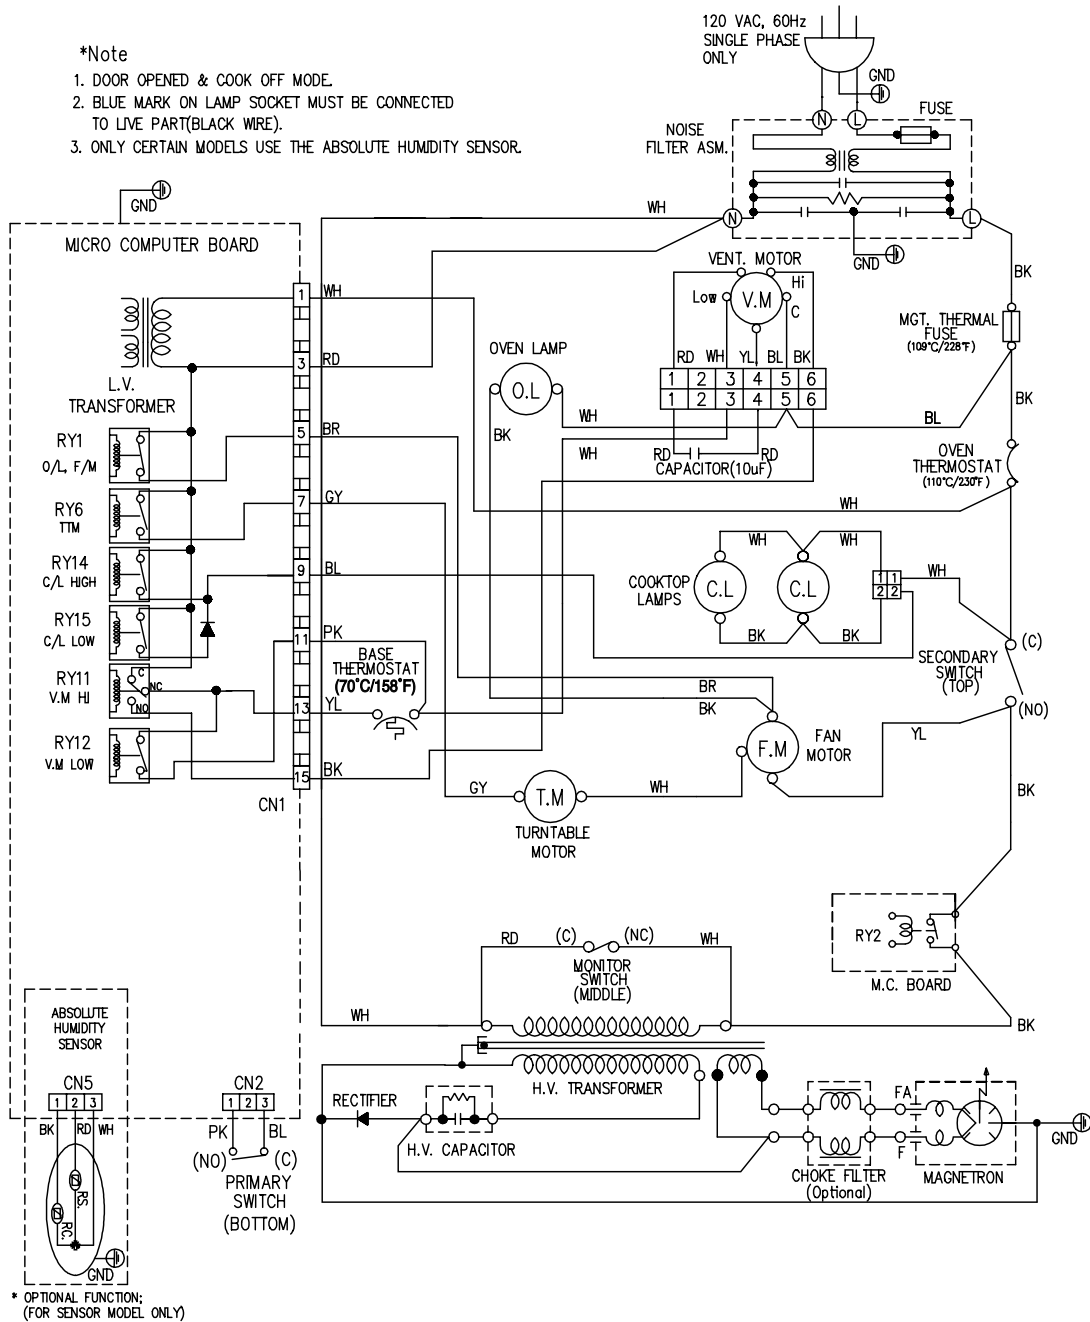 120 VAC, 60Hz
SINGLE PHASE
ONLY
GND
*Note
1. DOOR OPENED & COOK OFF MODE.
2. BLUE MARK ON LAMP SOCKET MUST BE CONNECTED
TO LIVE PART(BLACK WIRE).
3. ONLY CERTAIN MODELS USE THE ABSOLUTE HUMIDITY SENSOR.
N L
FUSE
NOISE
FILTER ASM.
N L
GND
GND
WH
MICRO COMPUTER BOARD
VENT. MOTOR
Low V.M Hi
C
BK
1 WH
MGT. THERMAL
FUSE
(109°C/228°F)
OVEN LAMP
O.L
RD WH YL BL BK
3 RD
1 2 3 4 5 6
1 2 3 4 5 6
L.V.
TRANSFORMER
BK
WH
BL
BK
WH
RD RD
CAPACITOR(10uF)
RY1
O/L, F/M
5 BR
OVEN
THERMOSTAT
(110°C/230°F)
RY6
TTM
7 GY
WH
RY14
C/L HIGH
9 BL
COOKTOP
LAMPS
WH WH
C.L C.L
BK BK
1 1
2 2
WH
RY15
C/L LOW
11 PK
BASE
THERMOSTAT
(70°C/158°F)
SECONDARY
SWITCH
(TOP)
(C)
(NO)
RY11
V.M HI
C
NC
NO
13 YL
BR
BK
RY12
V.M LOW
15 BK
CN1
F.M
FAN
MOTOR
YL
GY T.M WH
TURNTABLE
MOTOR
BK
RY2
M.C. BOARD
RD (C) (NC) WH
MONITOR
SWITCH
(MIDDLE)
WH
BK
H.V. TRANSFORMER
ABSOLUTE
HUMIDITY
SENSOR
CN5
1 2 3
BK RD WH
RS.
RC.
GND
CN2
1 2 3
PK BL
(NO) (C)
PRIMARY
SWITCH
(BOTTOM)
RECTIFIER
H.V. CAPACITOR
FA
F
CHOKE FILTER
(Optional)
MAGNETRON
GND
* OPTIONAL FUNCTION;
(FOR SENSOR MODEL ONLY)